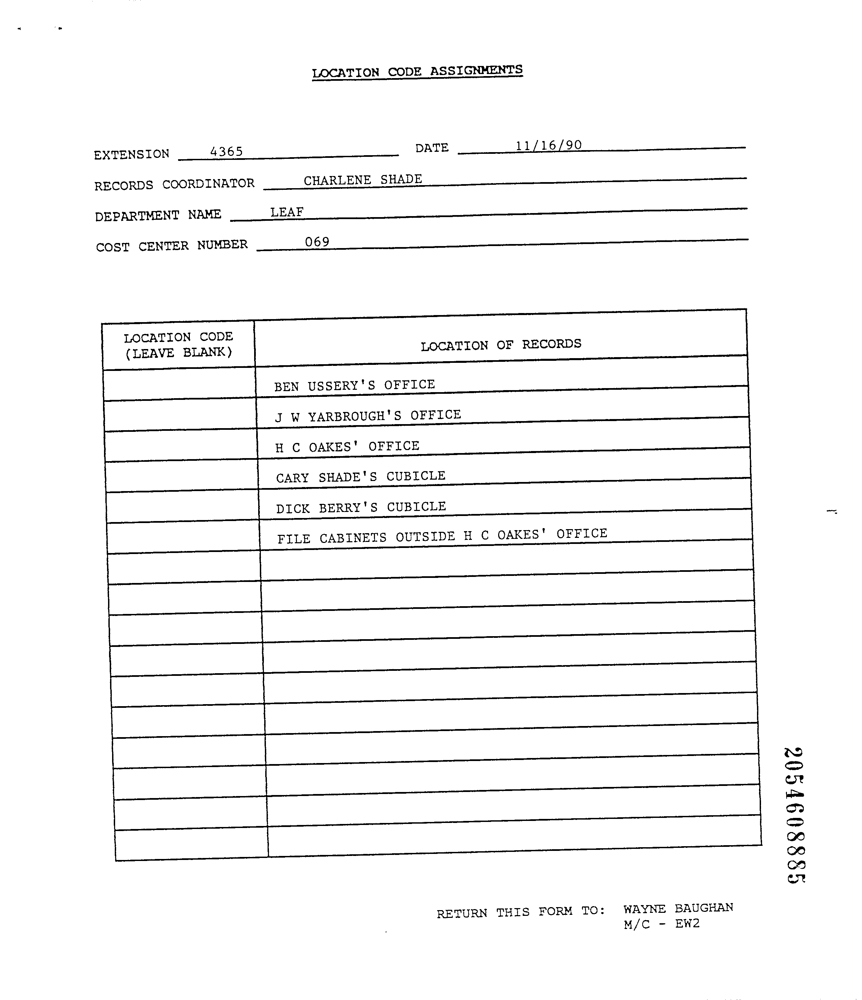 LOCATION CODE ASSIGNMENTS
EXTENSION 4365 DATE 11/16/90
RECORDS COORDINATOR CHARLENE SHADE
DEPARTMENT NAME LEAF
COST CENTER NUMBER 069
LOCATION CODE
(LEAVE BLANK)
LOCATION OF RECORDS
BEN USSERY'S OFFICE
J W YARBROUGH'S OFFICE
H C OAKES' OFFICE
CARY SHADE'S CUBICLE
DICK BERRY'S CUBICLE
FILE CABINETS OUTSIDE H C OAKES' OFFICE
2054608885
RETURN THIS FORM TO: WAYNE BAUGHAN
M/C - EW2